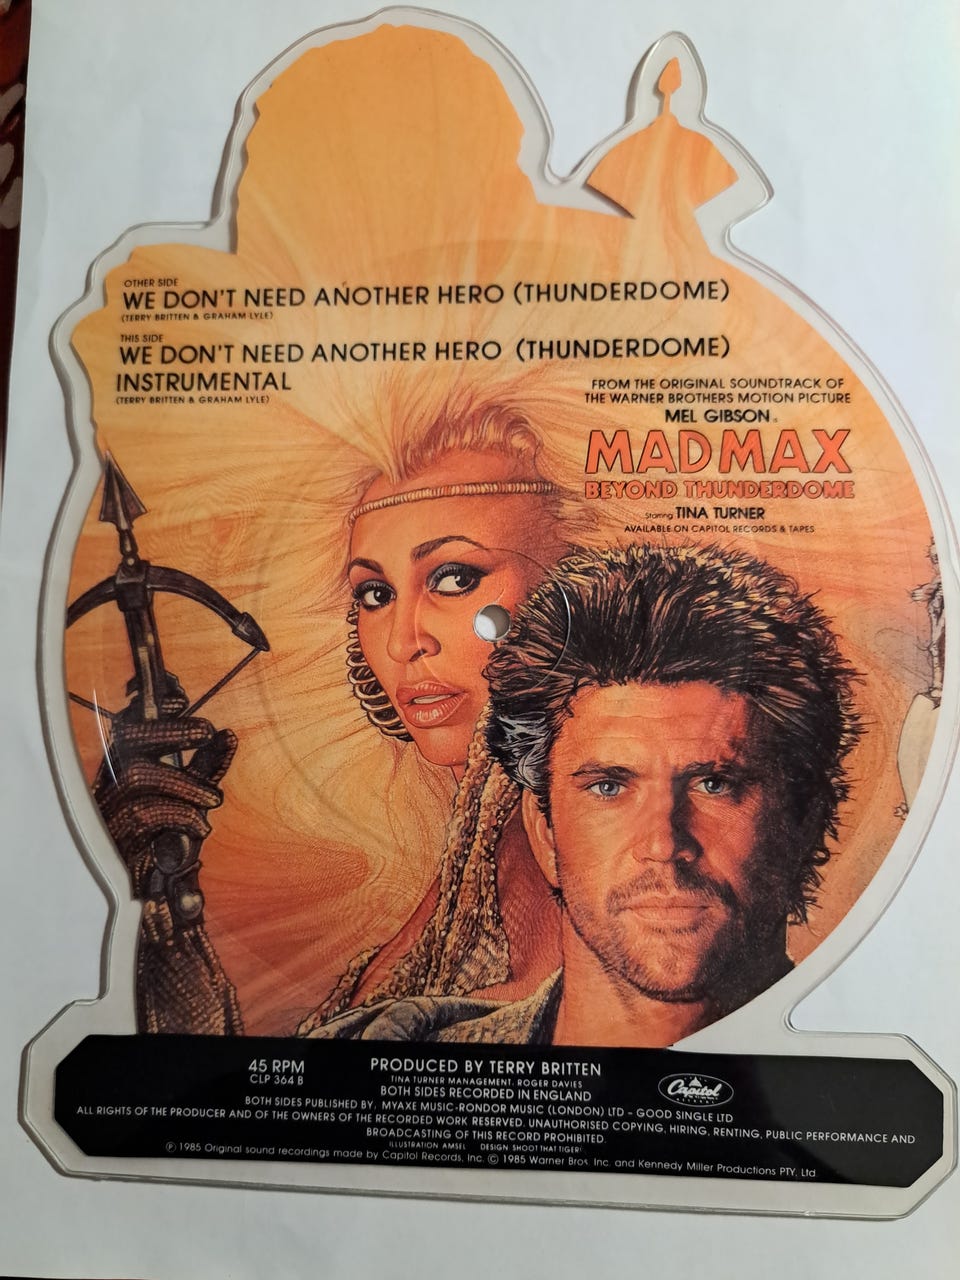 OTHER SIDE
WE DON'T NEED ANOTHER HERO (THUNDERDOME)
(TERRY BRITTEN & GRAHAM LYLE)
THIS SIDE
WE DON'T NEED ANOTHER HERO (THUNDERDOME)
INSTRUMENTAL
(TERRY BRITTEN & GRAHAM LYLE)
FROM THE ORIGINAL SOUNDTRACK OF
THE WARNER BROTHERS MOTION PICTURE
MEL GIBSON is
MAD MAX
BEYOND THUNDERDOME
Starring TINA TURNER
AVAILABLE ON CAPITOL RECORDS & TAPES
45 RPM
CLP 364 B
PRODUCED BY TERRY BRITTEN
TINA TURNER MANAGEMENT. ROGER DAVIES
BOTH SIDES RECORDED IN ENGLAND
Capitol
BOTH SIDES PUBLISHED BY, MYAXE MUSIC-RONDOR MUSIC (LONDON) LTD - GOOD SINGLE LTD
ALL RIGHTS OF THE PRODUCER AND OF THE OWNERS OF THE RECORDED WORK RESERVED. UNAUTHORISED COPYING, HIRING, RENTING, PUBLIC PERFORMANCE AND
BROADCASTING OF THIS RECORD PROHIBITED.
ILLUSTRATION AMSEL DESIGN SHOOT THAT TIGER!
℗ 1985 Original sound recordings made by Capitol Records, Inc. © 1985 Warner Bros. Inc. and Kennedy Miller Productions PTY, Ltd